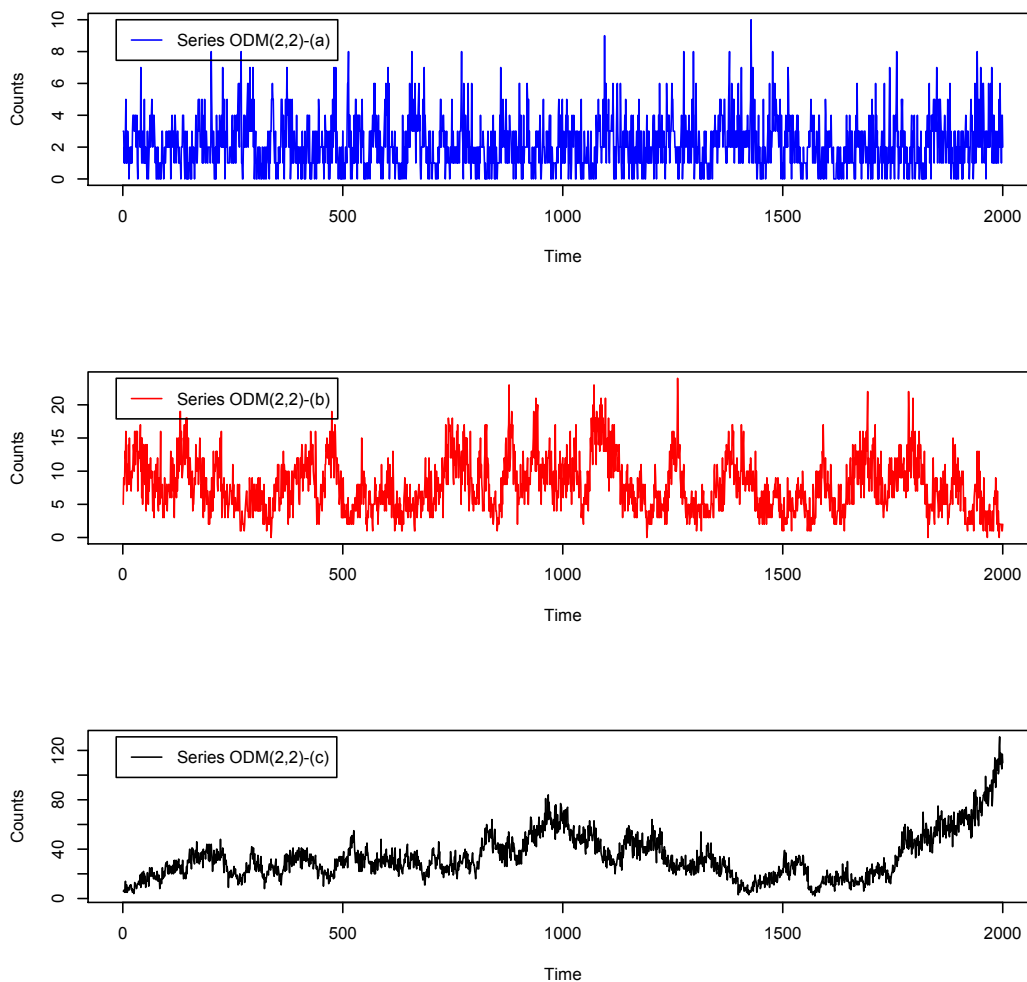 Series ODM(2,2)-(a)
Counts
0 2 4 6 8 10
0 500 1000 1500 2000
Time
Series ODM(2,2)-(b)
Counts
0 5 10 15 20
0 500 1000 1500 2000
Time
Series ODM(2,2)-(c)
Counts
0 40 80 120
0 500 1000 1500 2000
Time